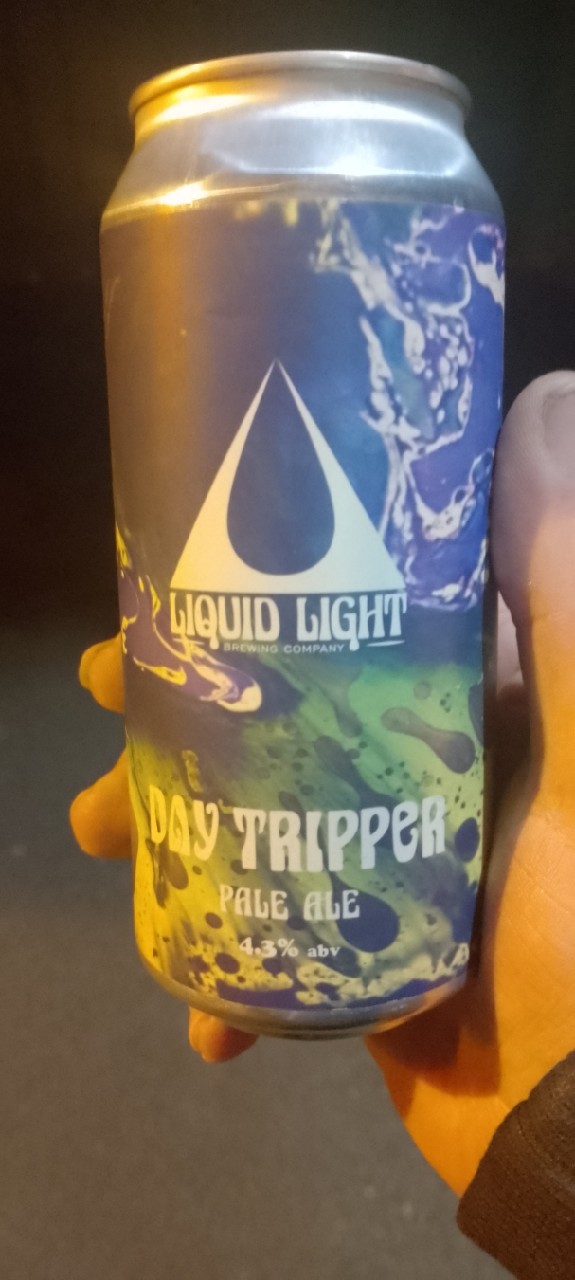 LIQUID LIGHT
BREWING COMPANY
DAY TRIPPER
PALE ALE
4.3% abv